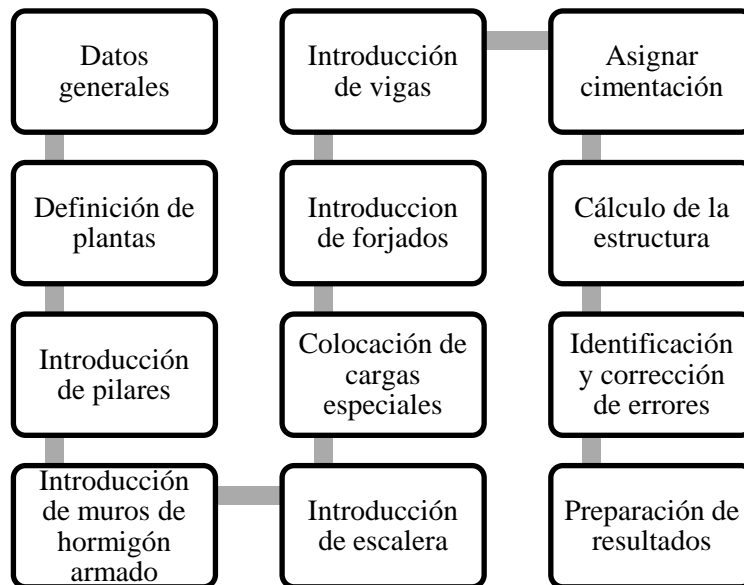 Datos
generales
Definición de
plantas
Introducción
de pilares
Introducción
de muros de
hormigón
armado
Introducción
de escalera
Colocación de
cargas
especiales
Introduccion
de forjados
Introducción
de vigas
Asignar
cimentación
Cálculo de la
estructura
Identificación
y corrección
de errores
Preparación de
resultados